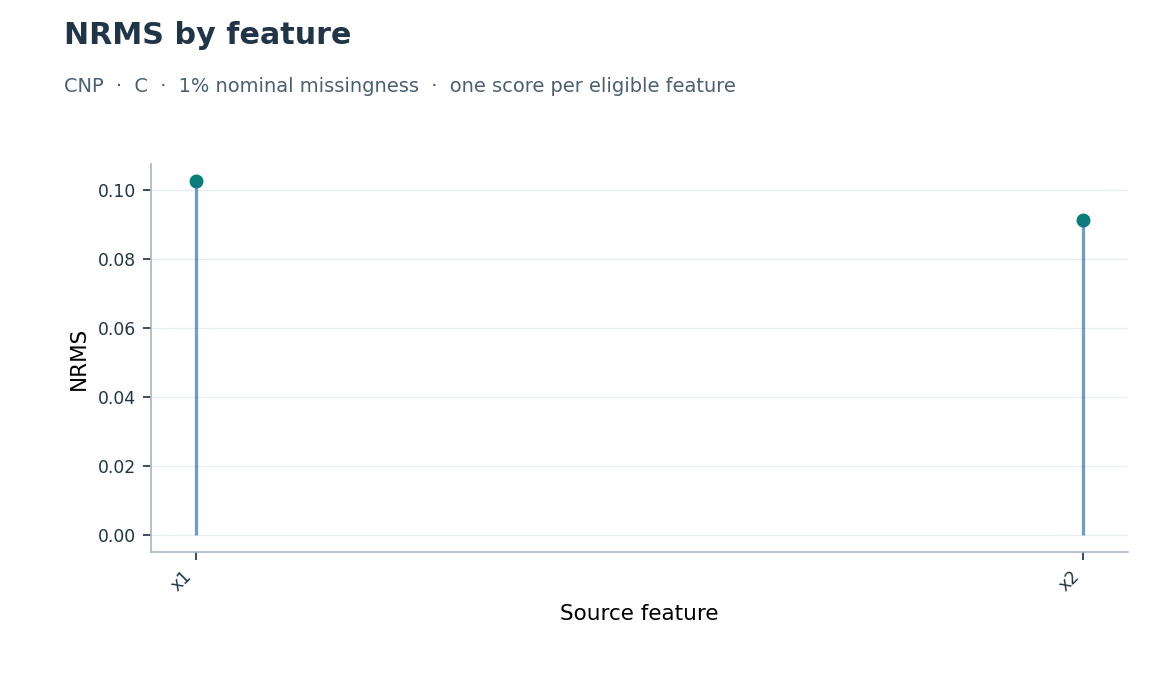 NRMS by feature
CNP · C · 1% nominal missingness · one score per eligible feature
0.10
0.08
0.06
0.04
0.02
0.00
NRMS
x1
x2
Source feature